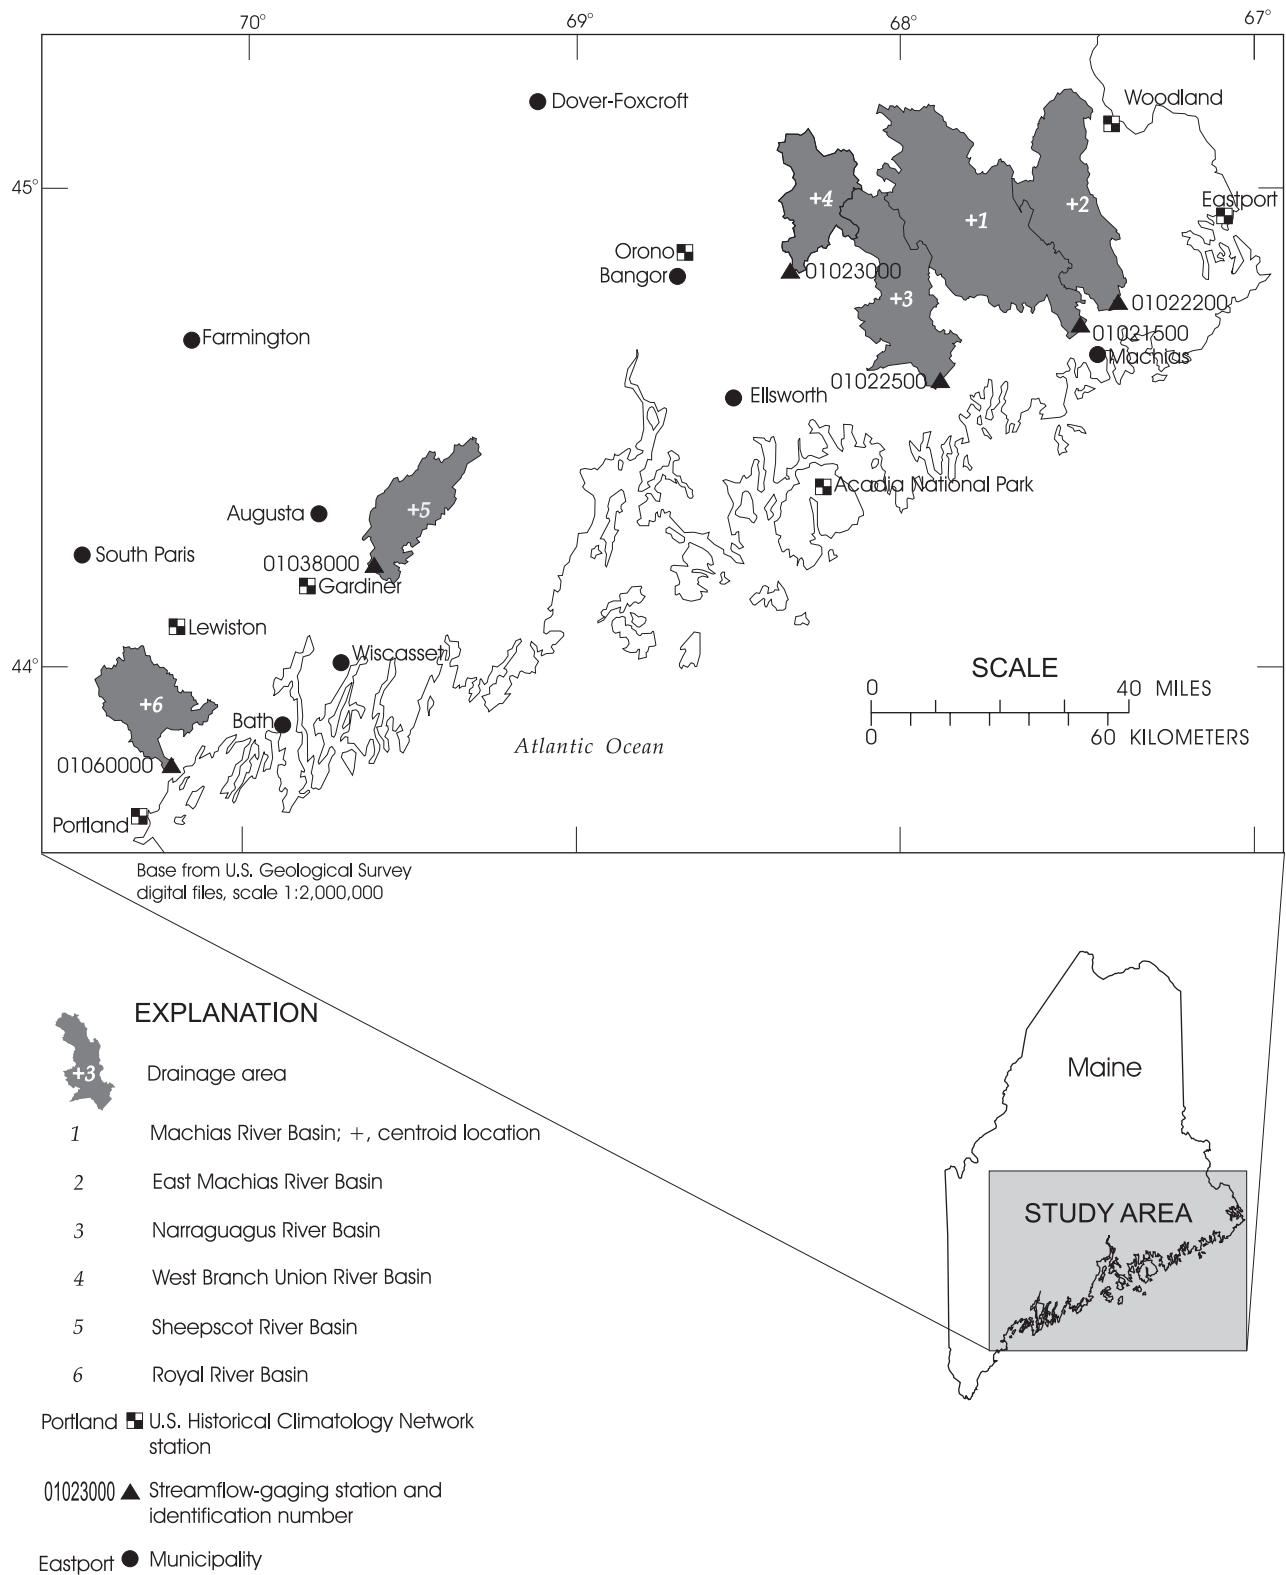 70° 69° 68° 67°
Dover-Foxcroft
Woodland
45°
+4
+1
+2
Eastport
Orono
Bangor
01023000
+3
01022200
01021500
Farmington
Machias
01022500
Ellsworth
Acadia National Park
+5
Augusta
South Paris
01038000
Gardiner
Lewiston
Wiscasset
44°
SCALE
0 40 MILES
0 60 KILOMETERS
+6
Bath
Atlantic Ocean
01060000
Portland
Base from U.S. Geological Survey
digital files, scale 1:2,000,000
EXPLANATION
+3 Drainage area
1 Machias River Basin; +, centroid location
2 East Machias River Basin
3 Narraguagus River Basin
4 West Branch Union River Basin
5 Sheepscot River Basin
6 Royal River Basin
Portland U.S. Historical Climatology Network
station
01023000 Streamflow-gaging station and
identification number
Eastport Municipality
Maine
STUDY AREA